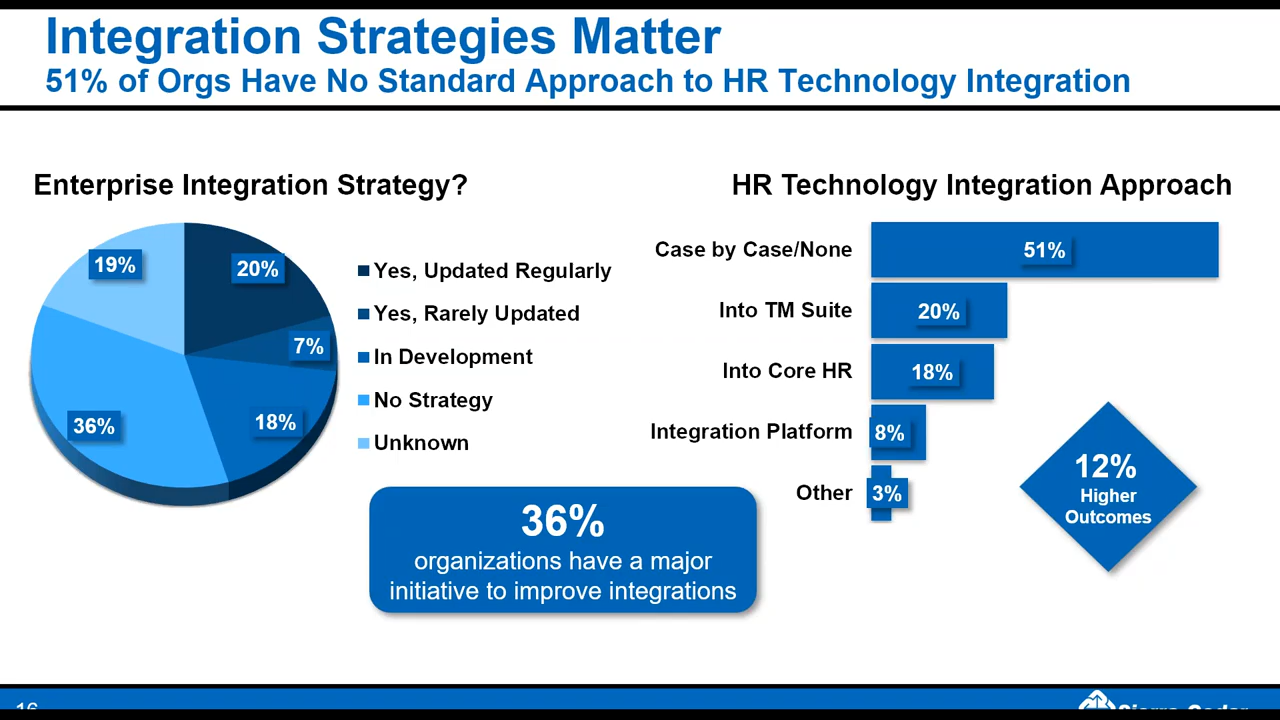 Integration Strategies Matter
51% of Orgs Have No Standard Approach to HR Technology Integration
Enterprise Integration Strategy?
19%
20%
7%
18%
36%
Yes, Updated Regularly
Yes, Rarely Updated
In Development
No Strategy
Unknown
36%
organizations have a major
initiative to improve integrations
HR Technology Integration Approach
Case by Case/None 51%
Into TM Suite 20%
Into Core HR 18%
Integration Platform 8%
Other 3%
12%
Higher
Outcomes
16
Sierra-Cedar